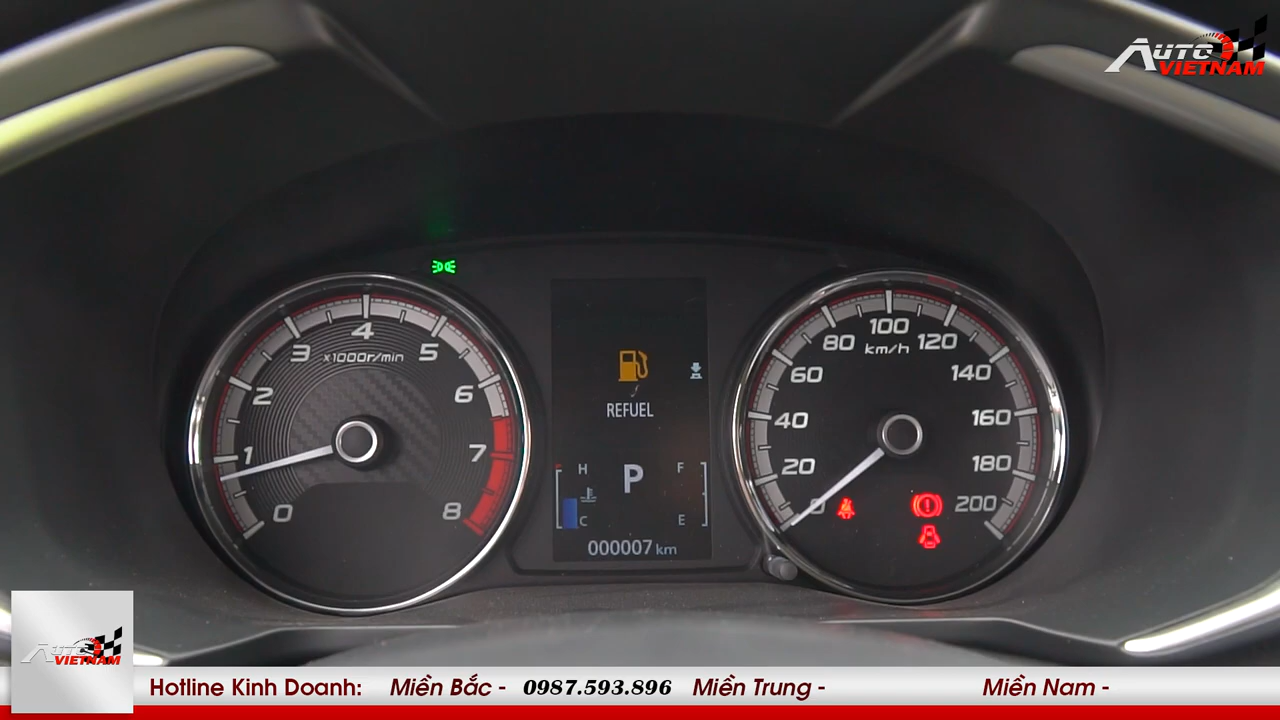 AUTO
VIETNAM
0
1
2
3
4
5
6
7
8
x1000r/min
REFUEL
H
C
P
F
E
000007 km
0
20
40
60
80
100
120
140
160
180
200
km/h
AUTO
VIETNAM
Hotline Kinh Doanh: Miền Bắc - 0987.593.896 Miền Trung - Miền Nam -